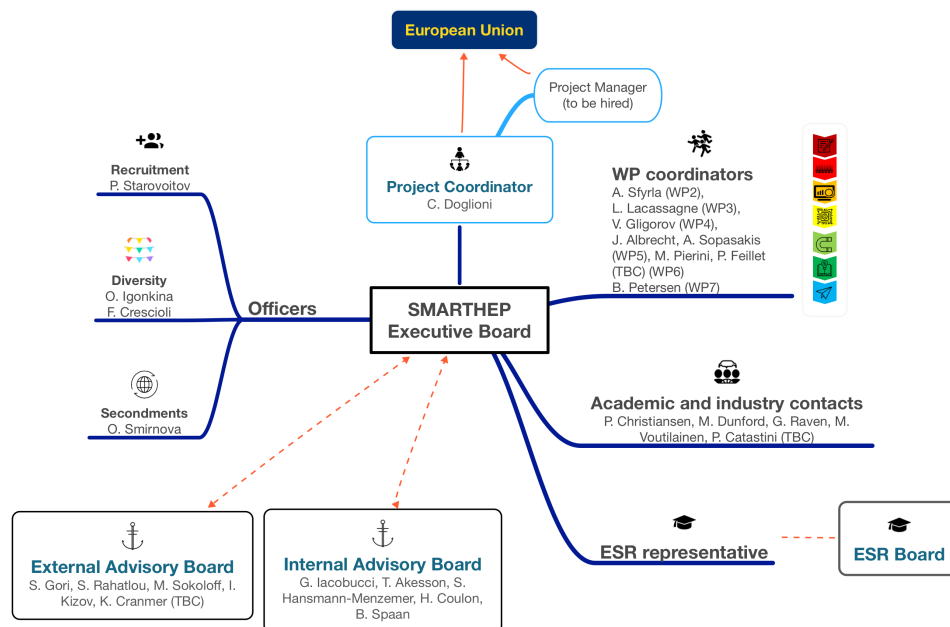 European Union
Project Manager
(to be hired)
Project Coordinator
C. Doglioni
Recruitment
P. Starovoitov
Diversity
O. Igonkina
F. Crescioli
Officers
Secondments
O. Smirnova
SMARTHEP
Executive Board
WP coordinators
A. Sfyrla (WP2),
L. Lacassagne (WP3),
V. Gligorov (WP4),
J. Albrecht, A. Sopasakis
(WP5), M. Pierini, P. Feillet
(TBC) (WP6)
B. Petersen (WP7)
Academic and industry contacts
P. Christiansen, M. Dunford, G. Raven, M.
Voutilainen, P. Catastini (TBC)
ESR representative
ESR Board
External Advisory Board
S. Gori, S. Rahatlou, M. Sokoloff, I.
Kizov, K. Cranmer (TBC)
Internal Advisory Board
G. Iacobucci, T. Akesson, S.
Hansmann-Menzemer, H. Coulon,
B. Spaan